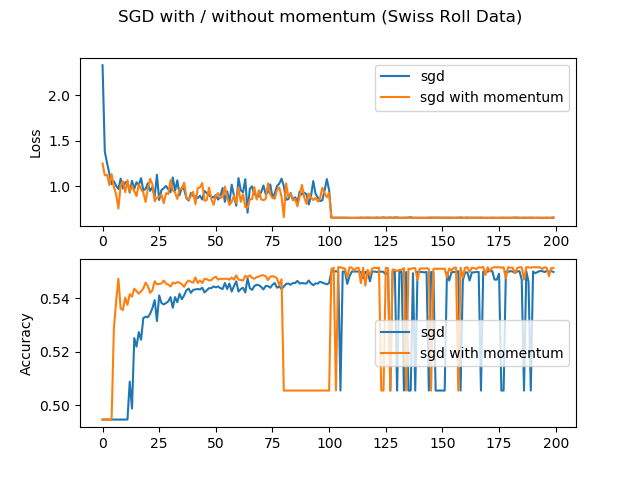 SGD with / without momentum (Swiss Roll Data)
Loss
2.0
1.5
1.0
sgd
sgd with momentum
0 25 50 75 100 125 150 175 200
Accuracy
0.54
0.52
0.50
sgd
sgd with momentum
0 25 50 75 100 125 150 175 200